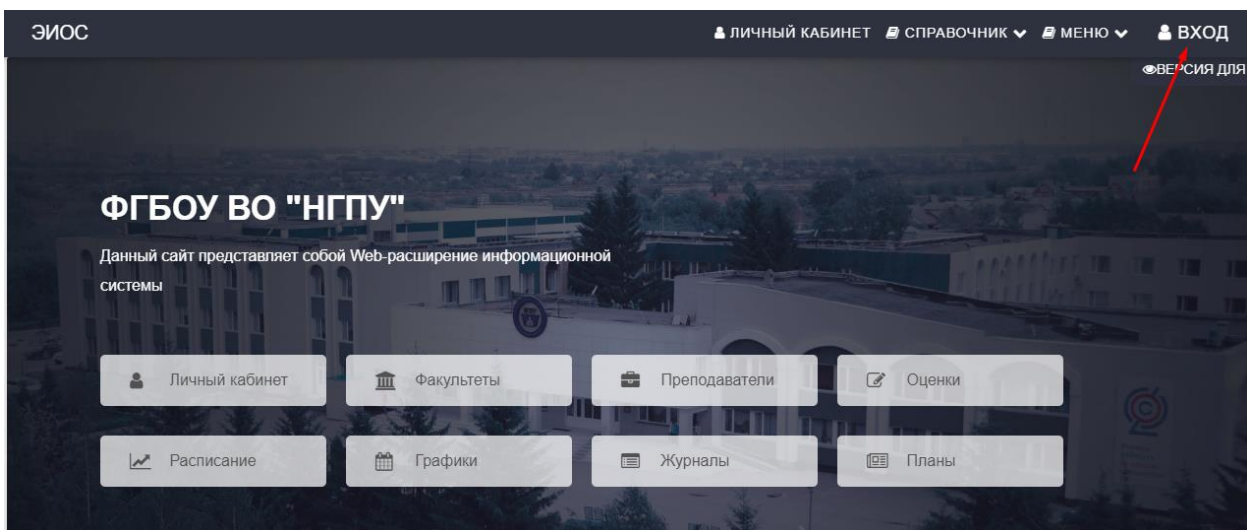 ЭИОС
ЛИЧНЫЙ КАБИНЕТ СПРАВОЧНИК МЕНЮ ВХОД
ВЕРСИЯ ДЛЯ
ФГБОУ ВО "НГПУ"
Данный сайт представляет собой Web-расширение информационной
системы
Личный кабинет Факультеты Преподаватели Оценки
Расписание Графики Журналы Планы